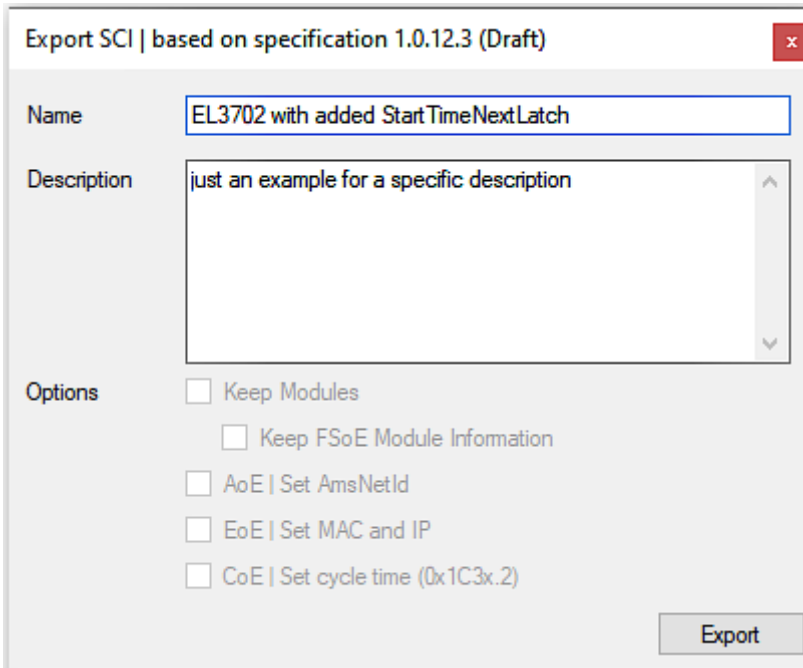 Export SCI | based on specification 1.0.12.3 (Draft)
x
Name
EL3702 with added StartTimeNextLatch
Description
just an example for a specific description
Options
Keep Modules
Keep FSoE Module Information
AoE | Set AmsNetId
EoE | Set MAC and IP
CoE | Set cycle time (0x1C3x.2)
Export